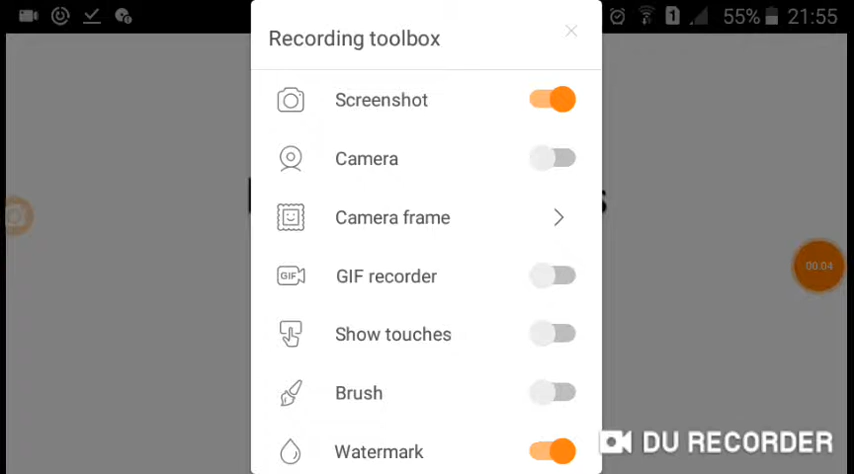 1 55% 21:55
Recording toolbox
Screenshot
Camera
Camera frame
GIF GIF recorder
Show touches
Brush
Watermark
00:04
DU RECORDER